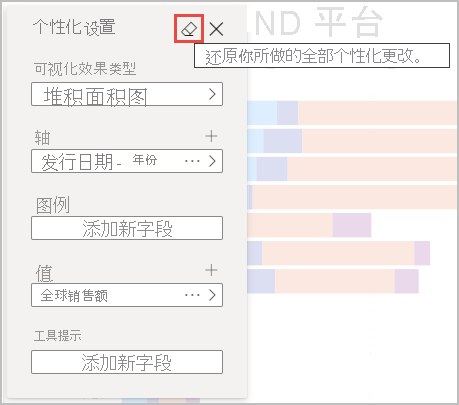 个性化设置
ND 平台
还原你所做的全部个性化更改。
可视化效果类型
堆积面积图
轴
发行日期 - 年份
图例
添加新字段
值
全球销售额
工具提示
添加新字段